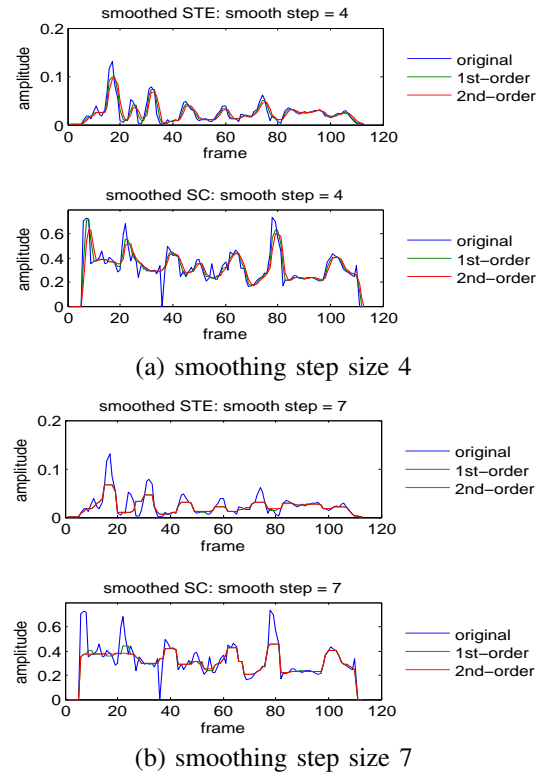 smoothed STE: smooth step = 4
0.2
0.1
0
amplitude
0 20 40 60 80 100 120
frame
original
1st−order
2nd−order
smoothed SC: smooth step = 4
0.6
0.4
0.2
0
amplitude
0 20 40 60 80 100 120
frame
original
1st−order
2nd−order
(a) smoothing step size 4
smoothed STE: smooth step = 7
0.2
0.1
0
amplitude
0 20 40 60 80 100 120
frame
original
1st−order
2nd−order
smoothed SC: smooth step = 7
0.6
0.4
0.2
0
amplitude
0 20 40 60 80 100 120
frame
original
1st−order
2nd−order
(b) smoothing step size 7